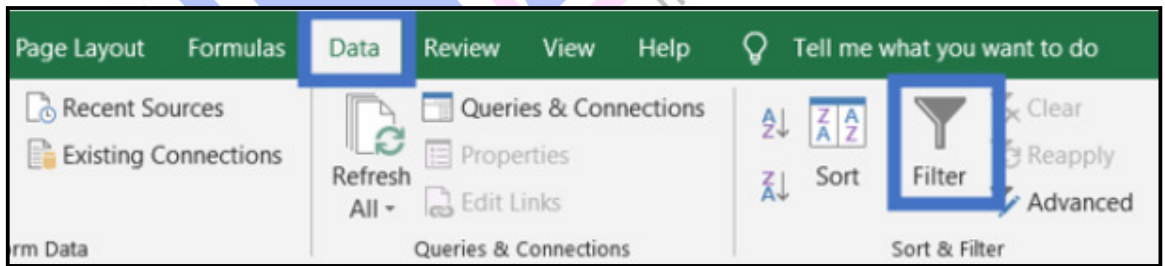 Page Layout Formulas Data Review View Help Tell me what you want to do
Recent Sources
Existing Connections
rm Data
Refresh
All
Queries & Connections
Properties
Edit Links
Queries & Connections
A
Z
Z
A
Z A
A Z
Sort
Filter
Clear
Reapply
Advanced
Sort & Filter